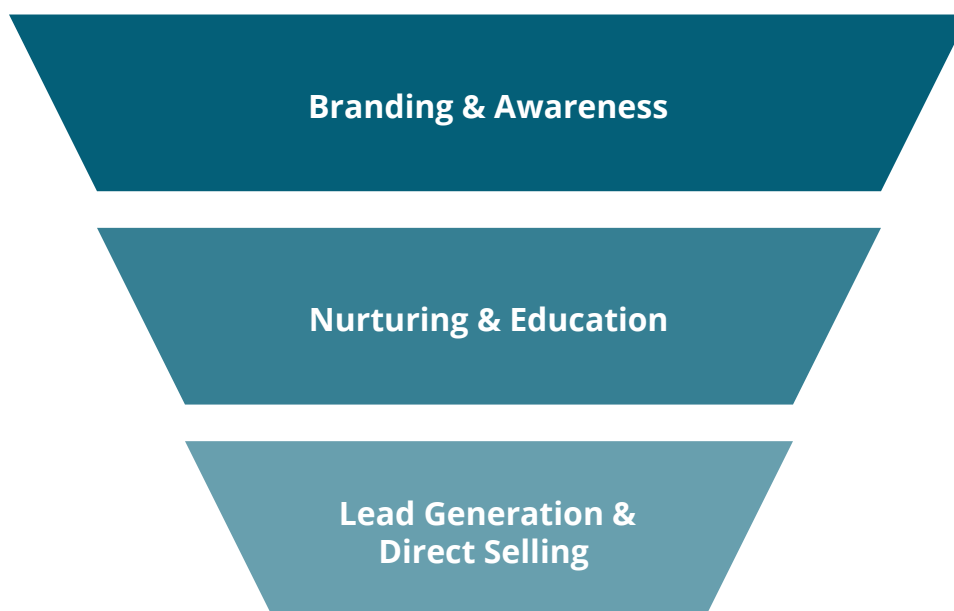 Branding & Awareness
Nurturing & Education
Lead Generation &
Direct Selling